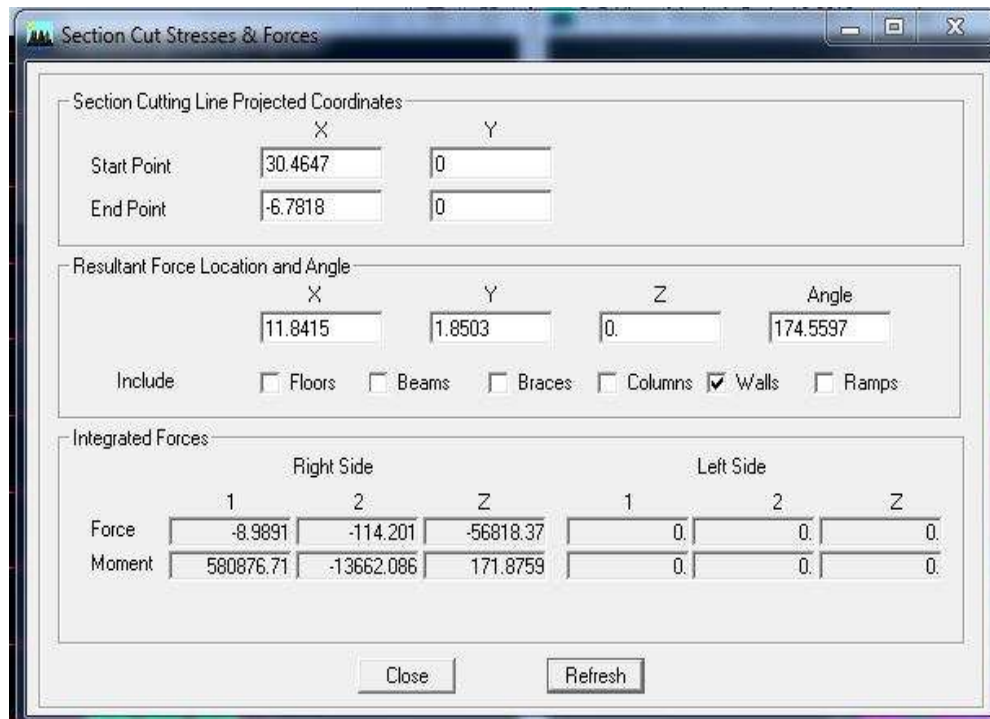 Section Cut Stresses & Forces
Section Cutting Line Projected Coordinates
X Y
Start Point 30.4647 0
End Point -6.7818 0
Resultant Force Location and Angle
X Y Z Angle
11.8415 1.8503 0. 174.5597
Include Floors Beams Braces Columns Walls Ramps
Integrated Forces
Right Side Left Side
1 2 Z 1 2 Z
Force -8.9891 -114.201 -56818.37 0. 0. 0.
Moment 580876.71 -13662.086 171.8759 0. 0. 0.
Close Refresh